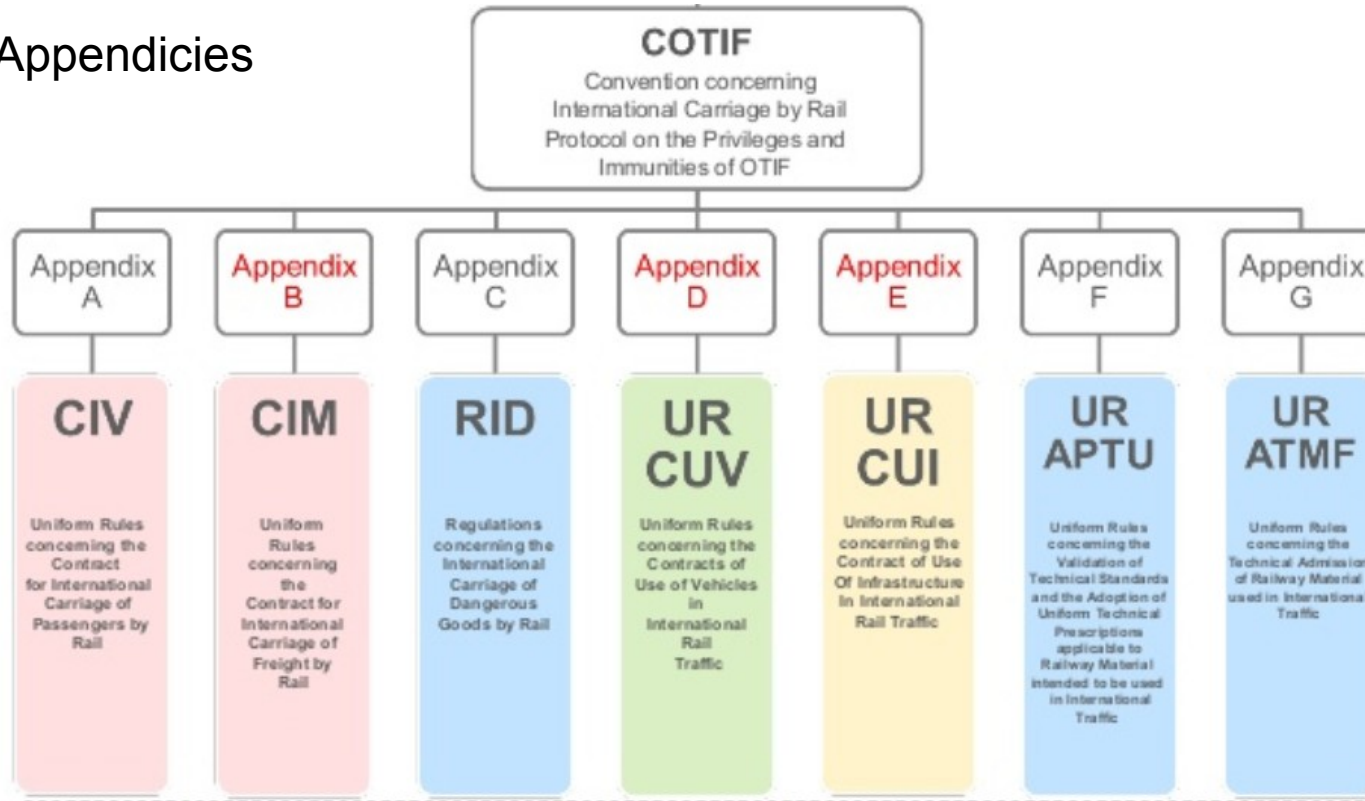 Appendicies
COTIF
Convention concerning
International Carriage by Rail
Protocol on the Privileges and
Immunities of OTIF
Appendix
A
Appendix
B
Appendix
C
Appendix
D
Appendix
E
Appendix
F
Appendix
G
CIV
Uniform Rules
concerning the
Contract
for International
Carriage of
Passengers by
Rail
CIM
Uniform
Rules
concerning
the
Contract for
International
Carriage of
Freight by
Rail
RID
Regulations
concerning the
International
Carriage of
Dangerous
Goods by Rail
UR
CUV
Uniform Rules
concerning the
Contracts of
Use of Vehicles
in
International
Rail
Traffic
UR
CUI
Uniform Rules
concerning the
Contract of Use
Of Infrastructure
In International
Rail Traffic
UR
APTU
Uniform Rules
concerning the
Validation of
Technical Standards
and the Adoption of
Uniform Technical
Prescriptions
applicable to
Railway Material
intended to be used
in International
Traffic
UR
ATMF
Uniform Rules
concerning the
Technical Admission
of Railway Material
used in International
Traffic